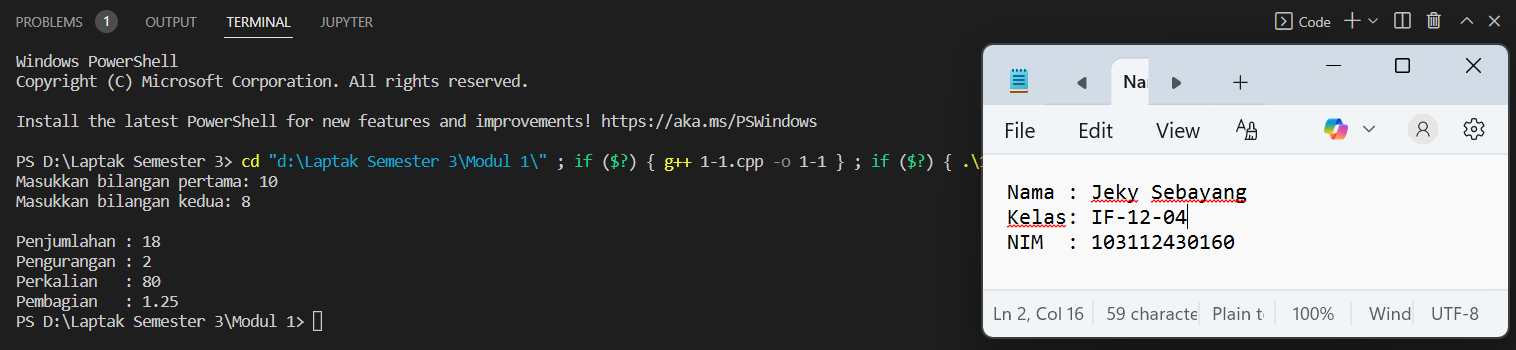 PROBLEMS 1 OUTPUT TERMINAL JUPYTER Code
Windows PowerShell
Copyright (C) Microsoft Corporation. All rights reserved.
Install the latest PowerShell for new features and improvements! https://aka.ms/PSWindows
PS D:\Laptak Semester 3> cd "d:\Laptak Semester 3\Modul 1\" ; if ($?) { g++ 1-1.cpp -o 1-1 } ; if ($?) { .\1
Masukkan bilangan pertama: 10
Masukkan bilangan kedua: 8
Penjumlahan : 18
Pengurangan : 2
Perkalian   : 80
Pembagian   : 1.25
PS D:\Laptak Semester 3\Modul 1>
Na
File Edit View
Nama : Jeky Sebayang
Kelas: IF-12-04
NIM  : 103112430160
Ln 2, Col 16 59 characte Plain t 100% Wind UTF-8